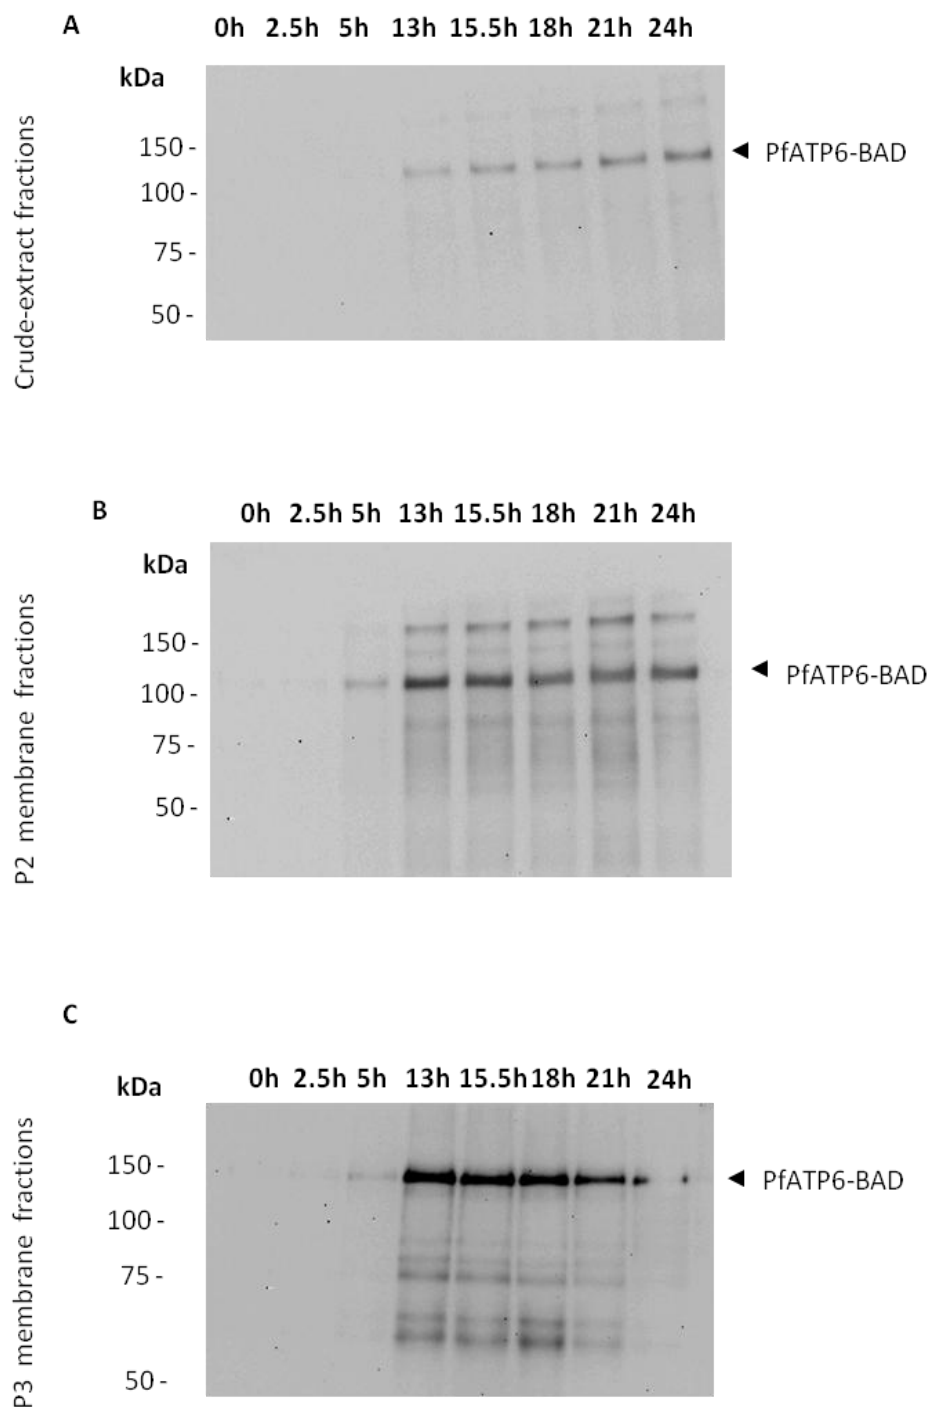 A
0h 2.5h 5h 13h 15.5h 18h 21h 24h
kDa
150 -
PfATP6-BAD
100 -
75 -
50 -
Crude-extract fractions
B
0h 2.5h 5h 13h 15.5h 18h 21h 24h
kDa
150 -
PfATP6-BAD
100 -
75 -
50 -
P2 membrane fractions
C
0h 2.5h 5h 13h 15.5h 18h 21h 24h
kDa
150 -
PfATP6-BAD
100 -
75 -
50 -
P3 membrane fractions